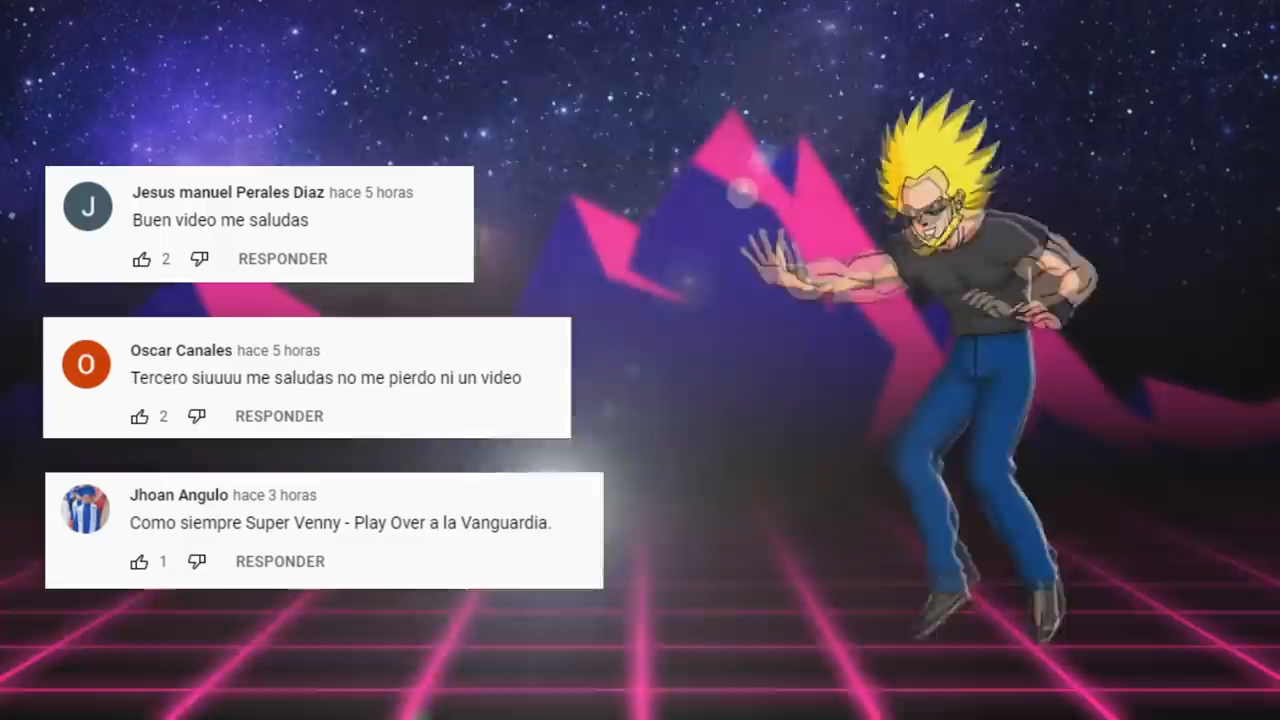 J
Jesus manuel Perales Diaz hace 5 horas
Buen video me saludas
2 RESPONDER
O
Oscar Canales hace 5 horas
Tercero siuuuu me saludas no me pierdo ni un video
2 RESPONDER
Jhoan Angulo hace 3 horas
Como siempre Super Venny - Play Over a la Vanguardia.
1 RESPONDER